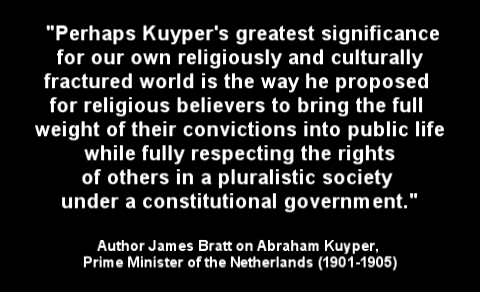 "Perhaps Kuyper's greatest significance
for our own religiously and culturally
fractured world is the way he proposed
for religious believers to bring the full
weight of their convictions into public life
while fully respecting the rights
of others in a pluralistic society
under a constitutional government."
Author James Bratt on Abraham Kuyper,
Prime Minister of the Netherlands (1901-1905)